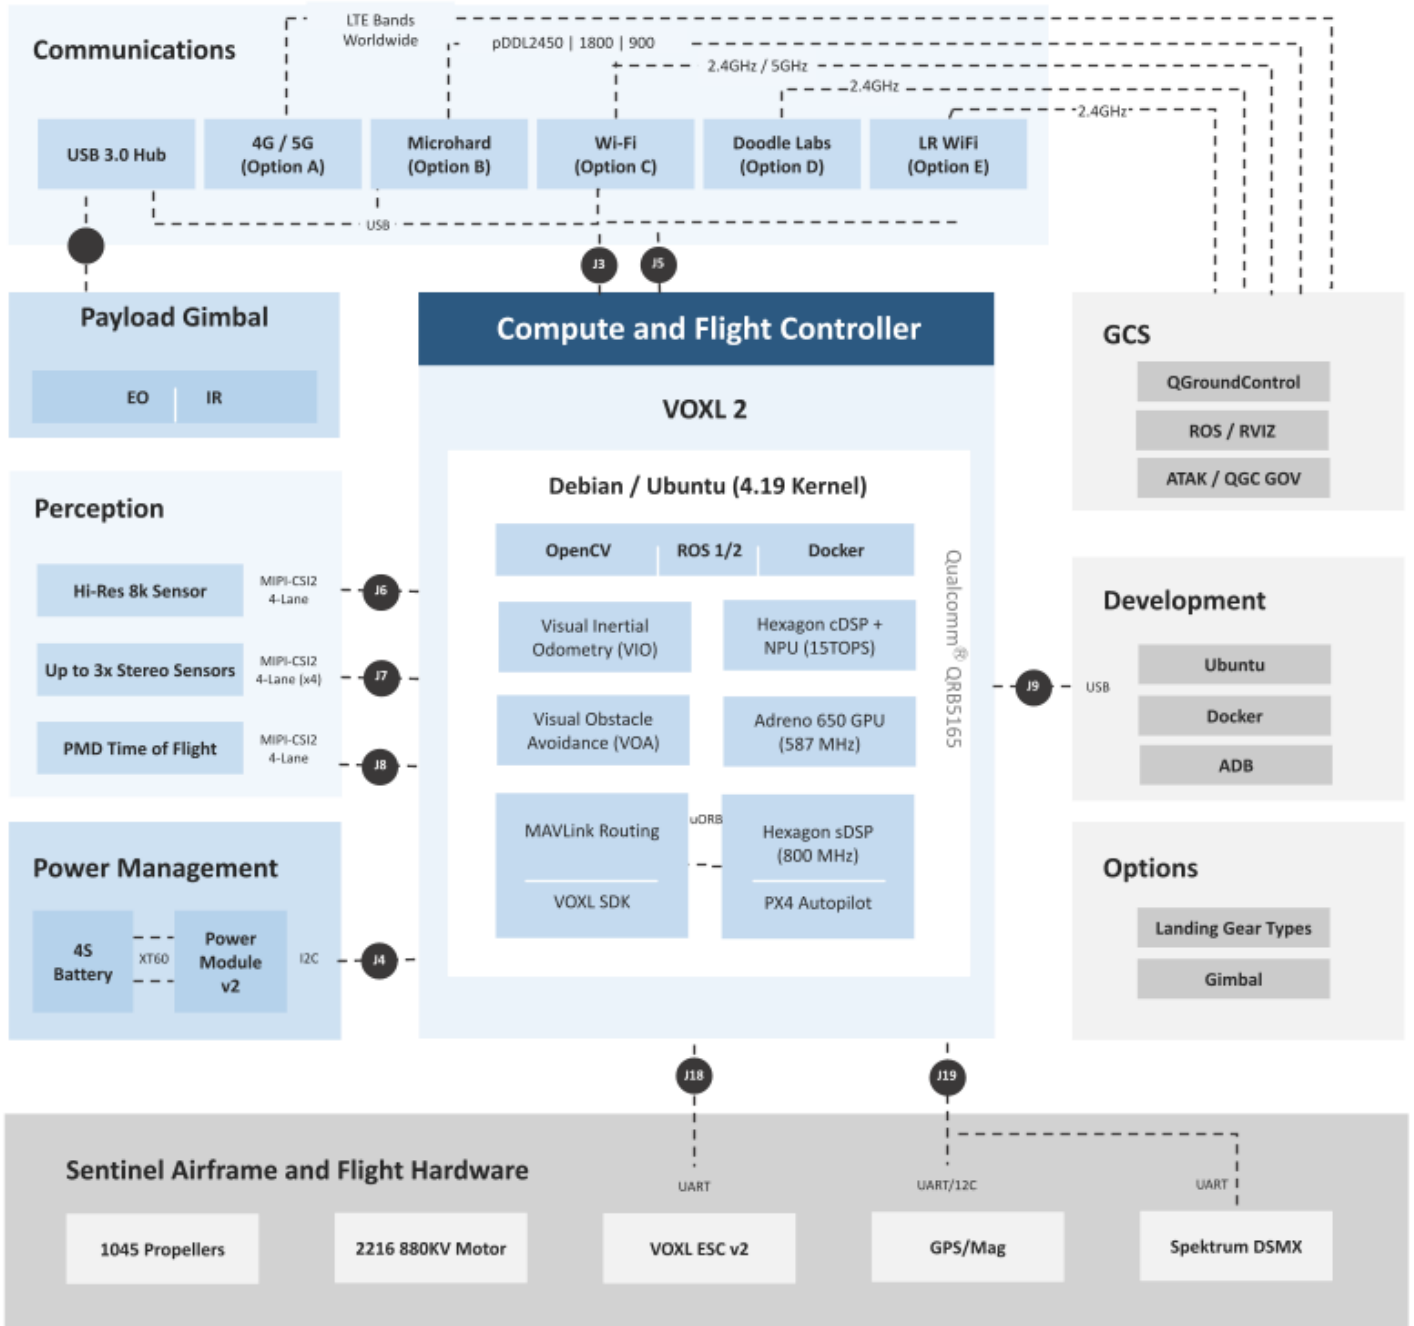 LTE Bands
Worldwide
Communications
pDDL2450 | 1800 | 900
2.4GHz / 5GHz
2.4GHz
2.4GHz
USB 3.0 Hub
4G / 5G
(Option A)
Microhard
(Option B)
Wi-Fi
(Option C)
Doodle Labs
(Option D)
LR WiFi
(Option E)
USB
J3
J5
Payload Gimbal
EO
IR
Compute and Flight Controller
VOXL 2
Debian / Ubuntu (4.19 Kernel)
OpenCV
ROS 1/2
Docker
Visual Inertial
Odometry (VIO)
Hexagon cDSP +
NPU (15TOPS)
Visual Obstacle
Avoidance (VOA)
Adreno 650 GPU
(587 MHz)
MAVLink Routing
VOXL SDK
uORB
Hexagon sDSP
(800 MHz)
PX4 Autopilot
Qualcomm® QRB5165
GCS
QGroundControl
ROS / RVIZ
ATAK / QGC GOV
Perception
Hi-Res 8k Sensor
MIPI-CSI2
4-Lane
J6
Up to 3x Stereo Sensors
MIPI-CSI2
4-Lane (x4)
J7
PMD Time of Flight
MIPI-CSI2
4-Lane
J8
Development
J9
USB
Ubuntu
Docker
ADB
Power Management
4S
Battery
XT60
Power
Module
v2
I2C
J4
Options
Landing Gear Types
Gimbal
J18
J19
Sentinel Airframe and Flight Hardware
UART
UART/12C
UART
1045 Propellers
2216 880KV Motor
VOXL ESC v2
GPS/Mag
Spektrum DSMX